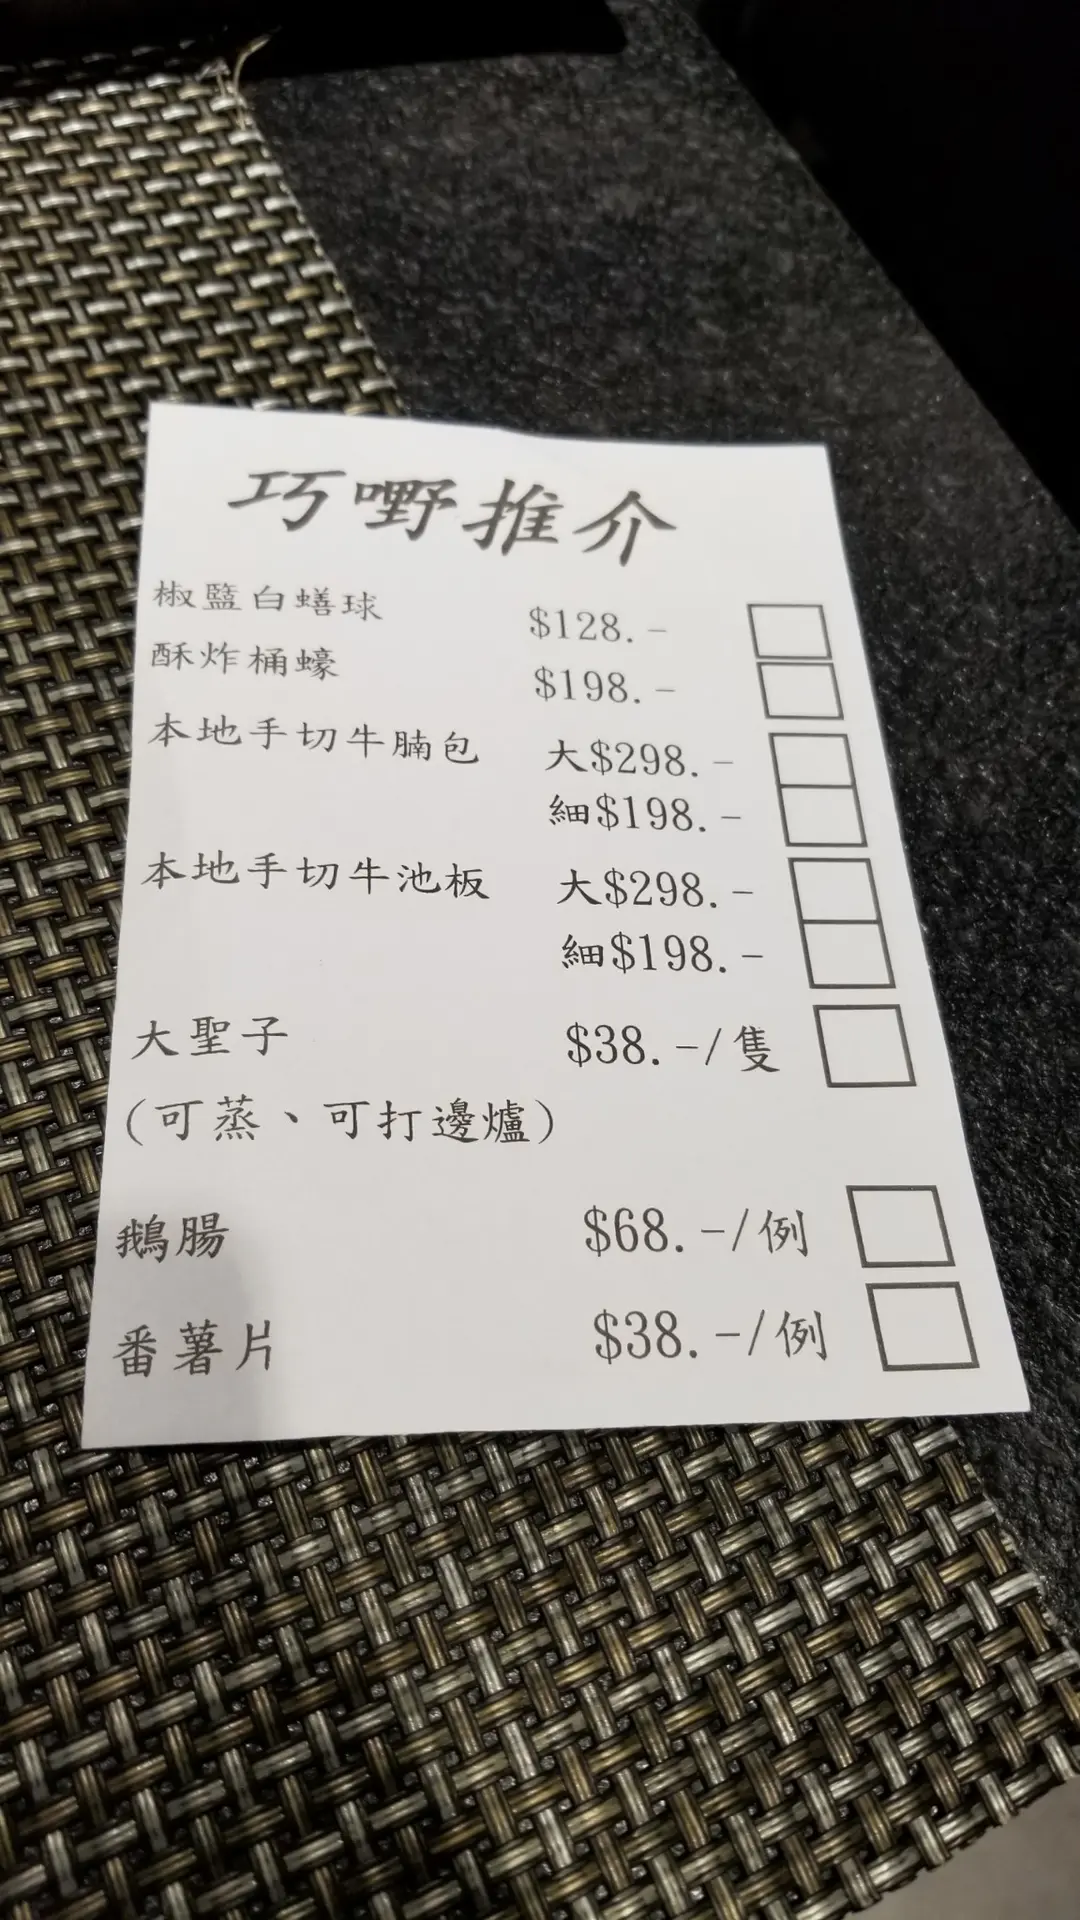 巧嘢推介
椒鹽白鱔球 $128.-
酥炸桶蠔 $198.-
本地手切牛腩包 大$298.-
細$198.-
本地手切牛池板 大$298.-
細$198.-
大聖子 $38.-/隻
(可蒸、可打邊爐)
鵝腸 $68.-/例
番薯片 $38.-/例